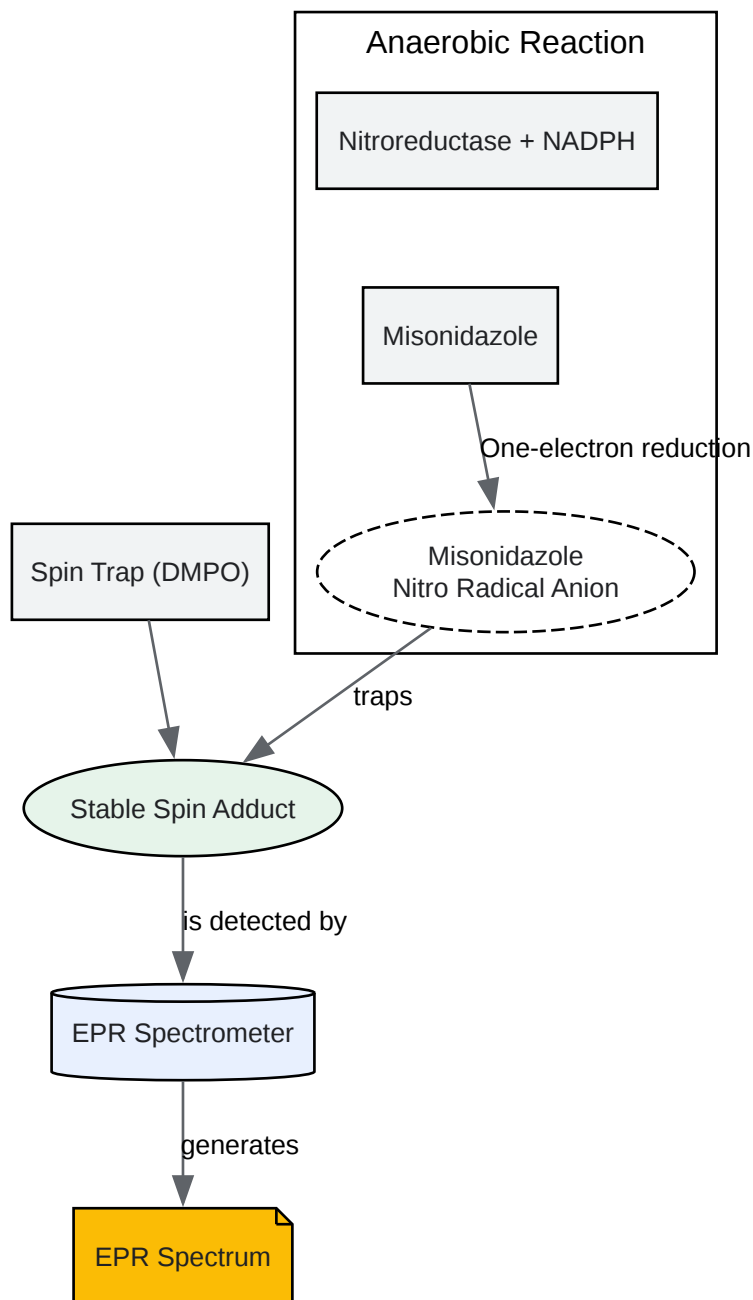 Anaerobic Reaction
Nitroreductase + NADPH
Misonidazole
One-electron reduction
Spin Trap (DMPO)
Misonidazole
Nitro Radical Anion
traps
Stable Spin Adduct
is detected by
EPR Spectrometer
generates
EPR Spectrum